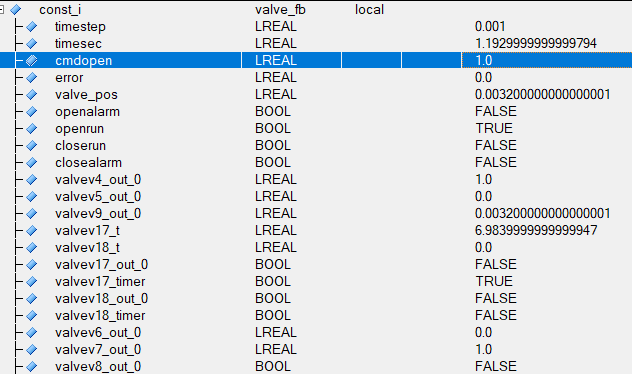 const_i valve_fb local
timestep LREAL 0.001
timesec LREAL 1.1929999999999794
cmdopen LREAL 1.0
error LREAL 0.0
valve_pos LREAL 0.003200000000000001
openalarm BOOL FALSE
openrun BOOL TRUE
closerun BOOL FALSE
closealarm BOOL FALSE
valvev4_out_0 LREAL 1.0
valvev5_out_0 LREAL 0.0
valvev9_out_0 LREAL 0.003200000000000001
valvev17_t LREAL 6.9839999999999947
valvev18_t LREAL 0.0
valvev17_out_0 BOOL FALSE
valvev17_timer BOOL TRUE
valvev18_out_0 BOOL FALSE
valvev18_timer BOOL FALSE
valvev6_out_0 LREAL 0.0
valvev7_out_0 LREAL 1.0
valvev8_out_0 BOOL FALSE